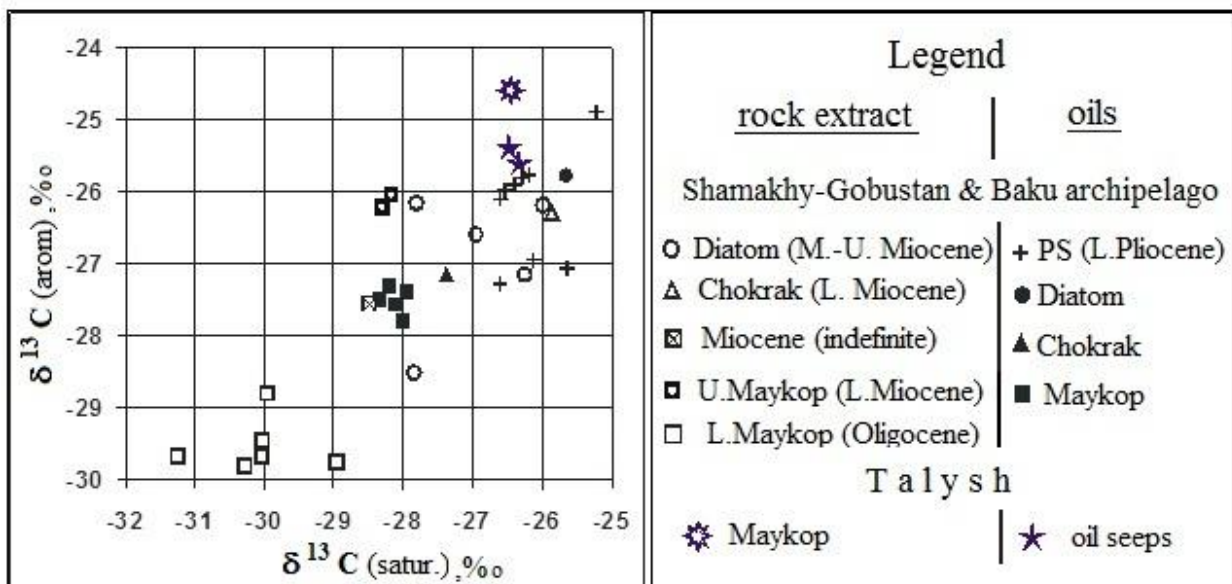 -24
-25
-26
-27
-28
-29
-30
δ ¹³ C (arom) ,‰
-32 -31 -30 -29 -28 -27 -26 -25
δ ¹³ C (satur.) ,‰
Legend
rock extract oils
Shamakhy-Gobustan & Baku archipelago
Diatom (M.-U. Miocene) PS (L.Pliocene)
Chokrak (L. Miocene) Diatom
Miocene (indefinite) Chokrak
U.Maykop (L.Miocene) Maykop
L.Maykop (Oligocene)
Talysh
Maykop oil seeps